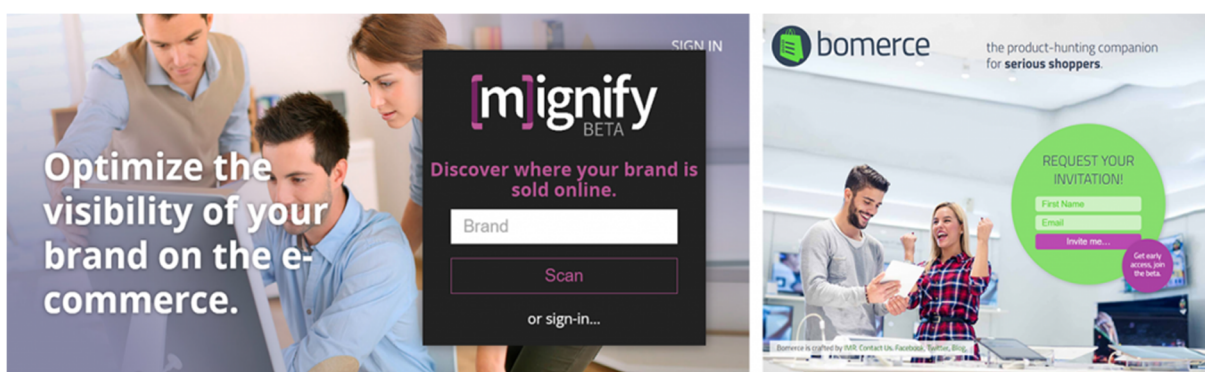 SIGN IN
[m]ignify
BETA
Optimize the
visibility of your
brand on the e-
commerce.
Discover where your brand is
sold online.
Brand
Scan
or sign-in...
bomerce
the product-hunting companion
for serious shoppers.
REQUEST YOUR
INVITATION!
First Name
Email
Invite me...
Get early
access, join
the beta.
Bomerce is crafted by IMR. Contact Us. Facebook, Twitter, Blog.